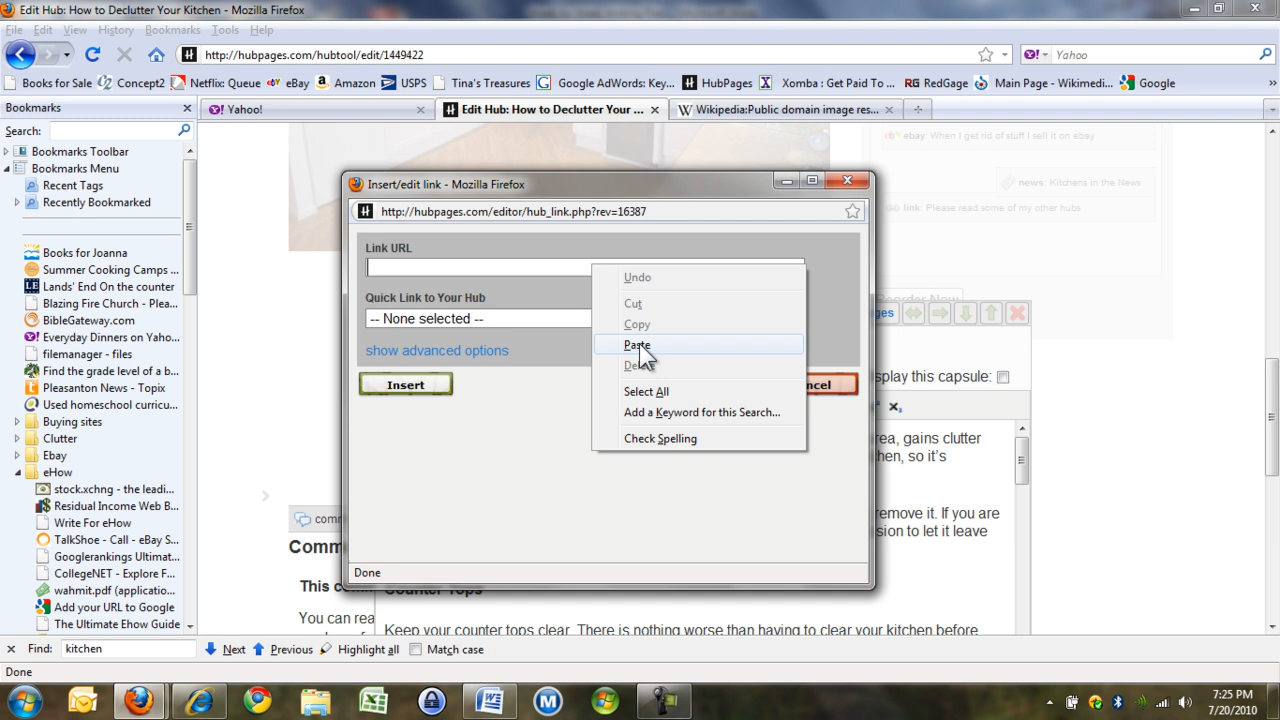 Edit Hub: How to Declutter Your Kitchen - Mozilla Firefox
File Edit View History Bookmarks Tools Help
http://hubpages.com/hubtool/edit/1449422
Yahoo
Books for Sale Concept2 Netflix: Queue eBay Amazon USPS Tina's Treasures Google AdWords: Key... HubPages Xomba : Get Paid To ... RG RedGage Main Page - Wikimedi... Google
Bookmarks
Yahoo!
Edit Hub: How to Declutter Your ...
Wikipedia:Public domain image res...
Search:
Bookmarks Toolbar
Bookmarks Menu
Recent Tags
Recently Bookmarked
Books for Joanna
Summer Cooking Camps ...
Lands' End On the counter
Blazing Fire Church - Plea...
BibleGateway.com
Everyday Dinners on Yaho...
filemanager - files
Find the grade level of a b...
Pleasanton News - Topix
Used homeschool curricu...
Buying sites
Clutter
Ebay
eHow
stock.xchng - the leadi...
Residual Income Web B...
Write For eHow
TalkShoe - Call - eBay S...
Googlerankings Ultimat...
CollegeNET - Explore F...
wahmit.pdf (applicatio...
Add your URL to Google
The Ultimate Ehow Guide
ebay: When I get rid of stuff I sell it on ebay
news: Kitchens in the News
link: Please read some of my other hubs
Reorder Now
Insert/edit link - Mozilla Firefox
http://hubpages.com/editor/hub_link.php?rev=16387
Link URL
Quick Link to Your Hub
-- None selected --
show advanced options
Insert
ncel
Done
Undo
Cut
Copy
Paste
Select All
Add a Keyword for this Search...
Check Spelling
ges
splay this capsule:
rea, gains clutter
hen, so it's
remove it. If you are
sion to let it leave
comm
Comm
This c
You can rea
Counter Tops
Keep your counter tops clear. There is nothing worse than having to clear your kitchen before
Find: kitchen Next Previous Highlight all Match case
Done
7:25 PM
7/20/2010